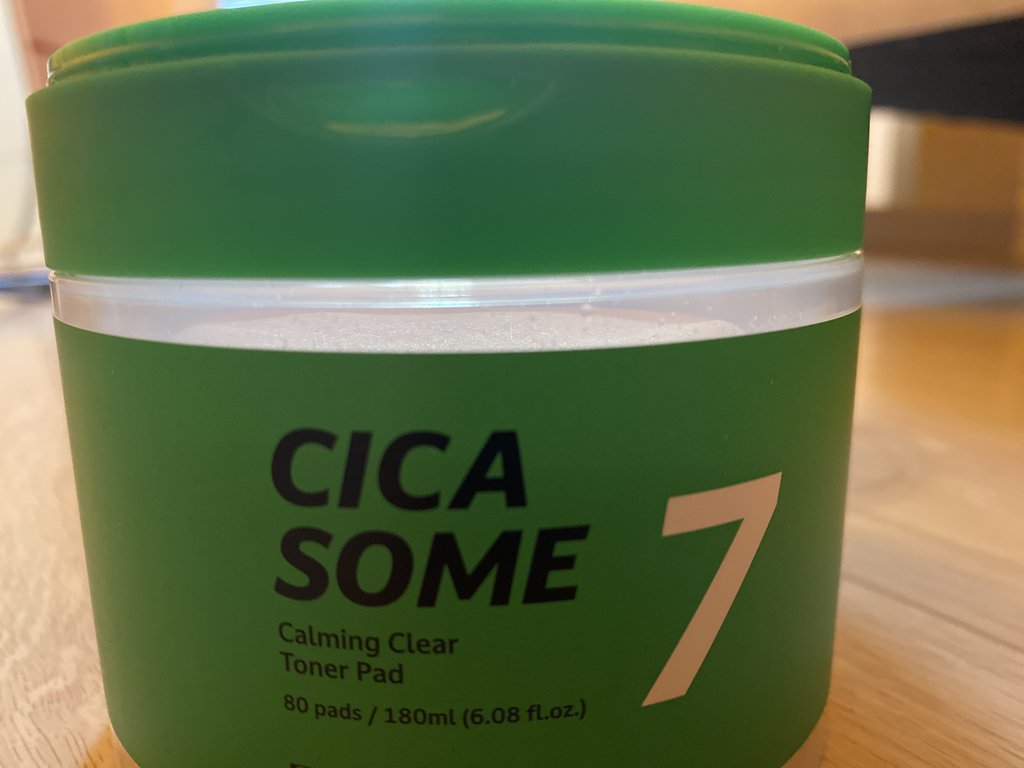 CICA
SOME
7
Calming Clear
Toner Pad
80 pads / 180ml (6.08 fl.oz.)